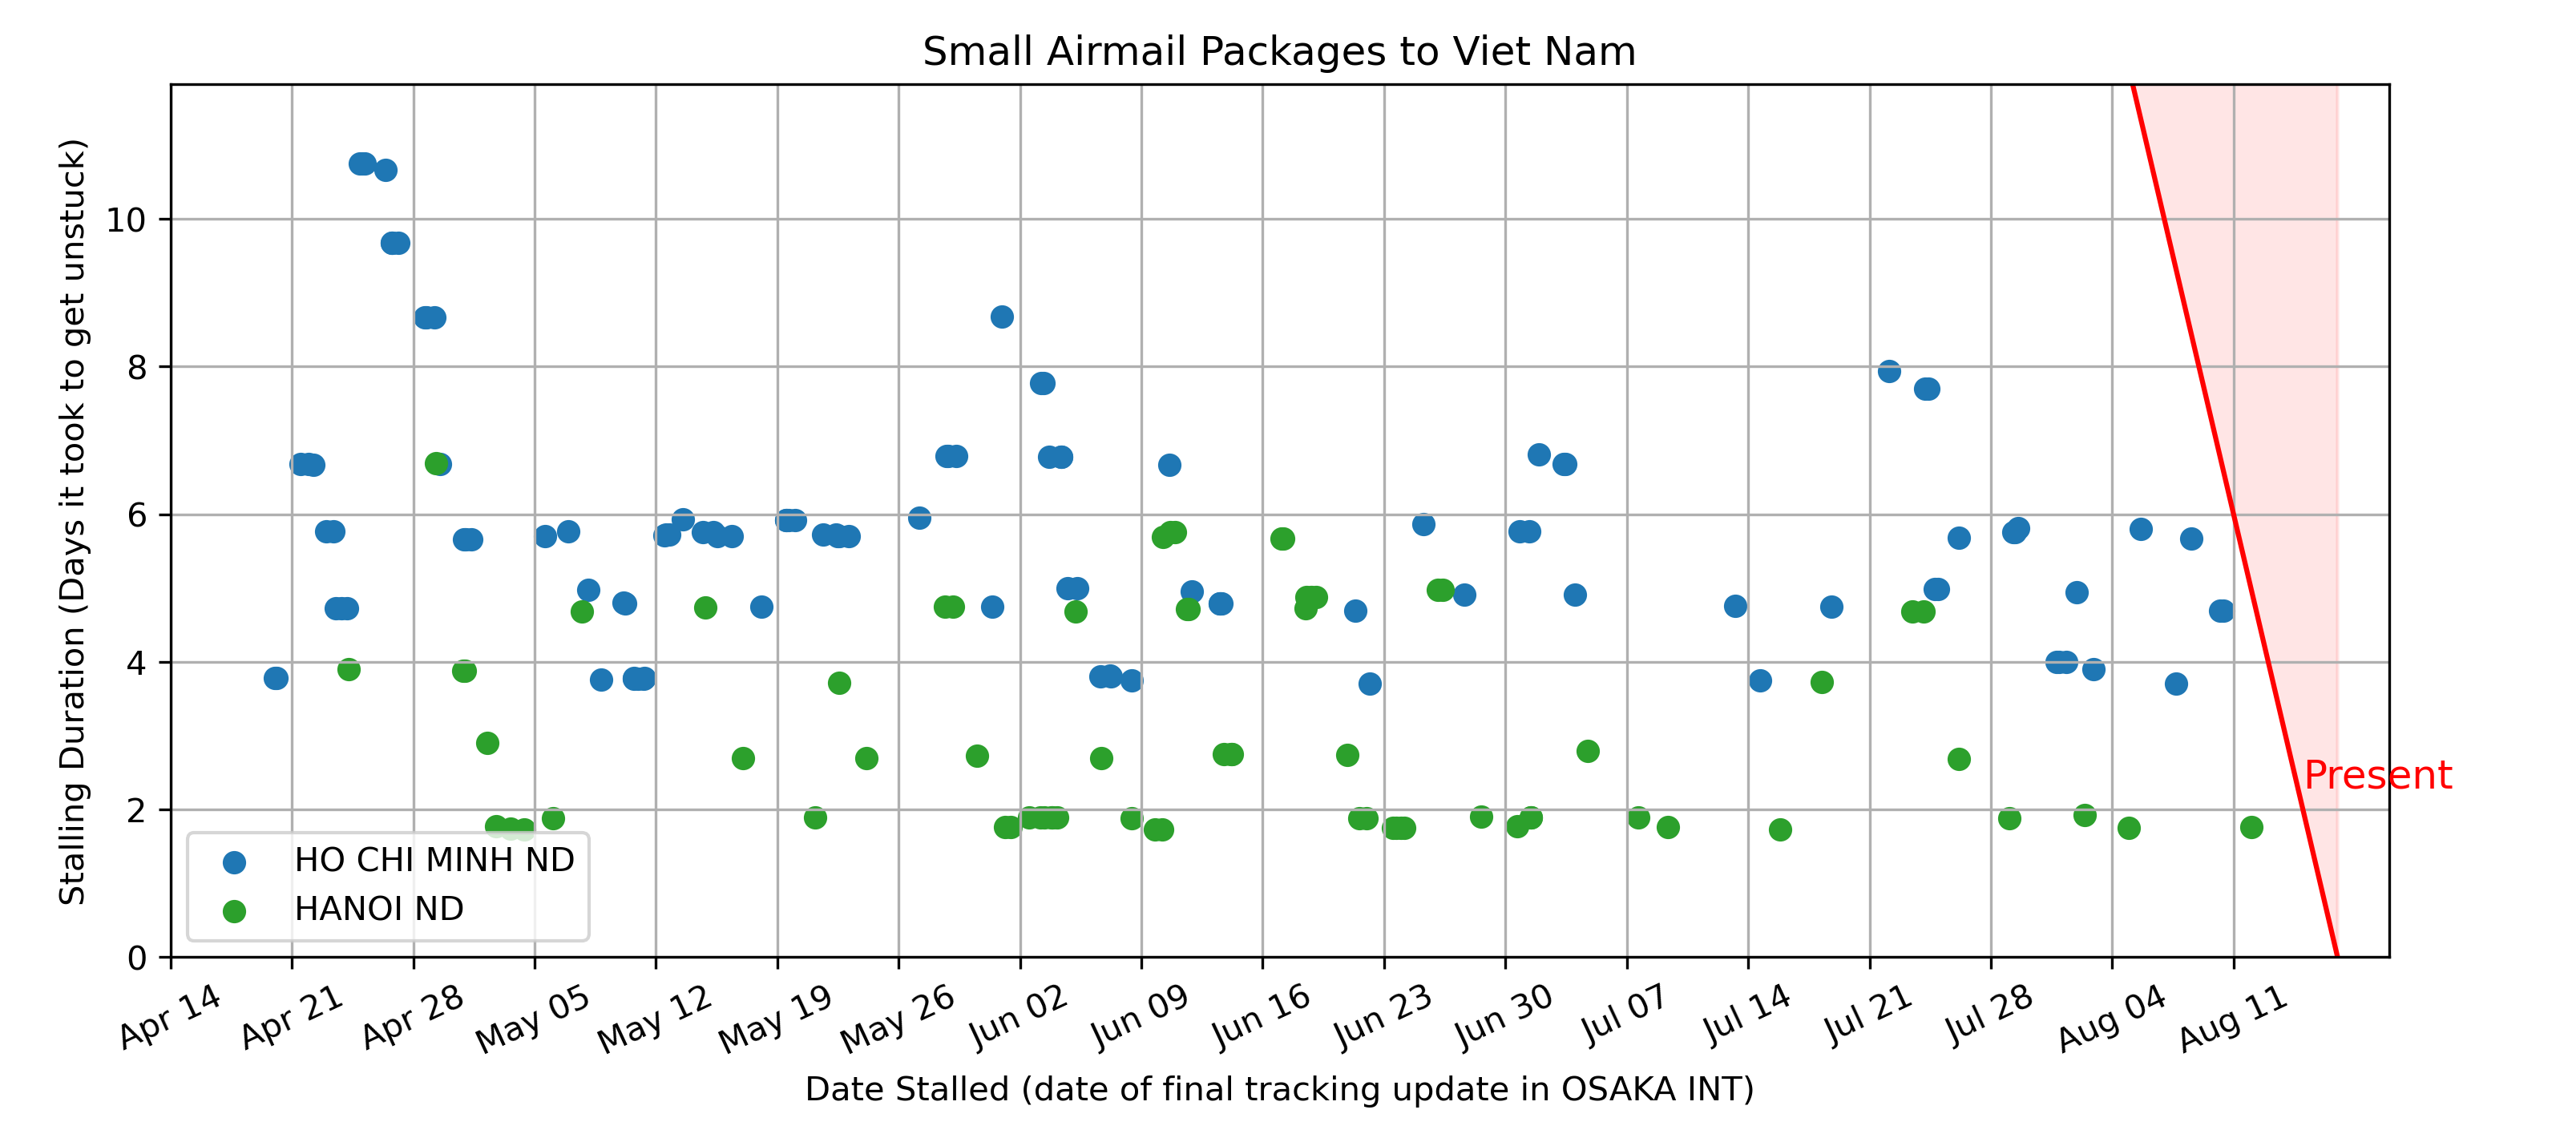 Small Airmail Packages to Viet Nam
Stalling Duration (Days it took to get unstuck)
10
8
6
4
2
0
Present
HO CHI MINH ND
HANOI ND
Apr 14
Apr 21
Apr 28
May 05
May 12
May 19
May 26
Jun 02
Jun 09
Jun 16
Jun 23
Jun 30
Jul 07
Jul 14
Jul 21
Jul 28
Aug 04
Aug 11
Date Stalled (date of final tracking update in OSAKA INT)